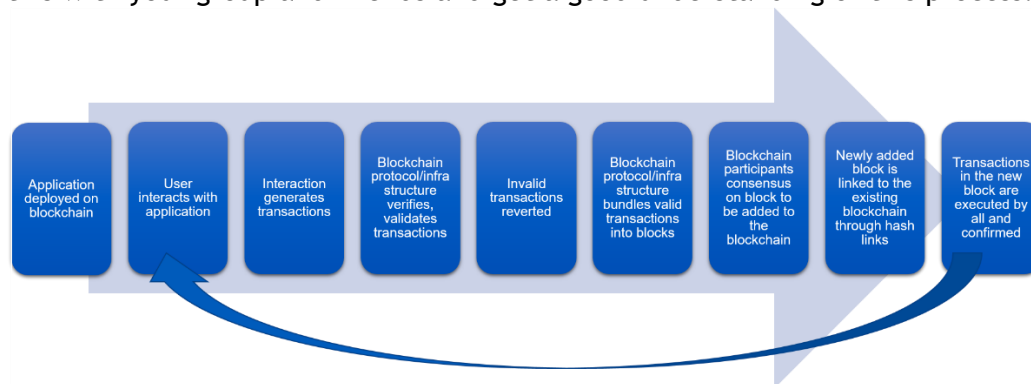 Application
deployed on
blockchain
User
interacts with
application
Interaction
generates
transactions
Blockchain
protocol/infra
structure
verifies,
validates
transactions
Invalid
transactions
reverted
Blockchain
protocol/infra
structure
bundles valid
transactions
into blocks
Blockchain
participants
consensus
on block to
be added to
the
blockchain
Newly added
block is
linked to the
existing
blockchain
through hash
links
Transactions
in the new
block are
executed by
all and
confirmed